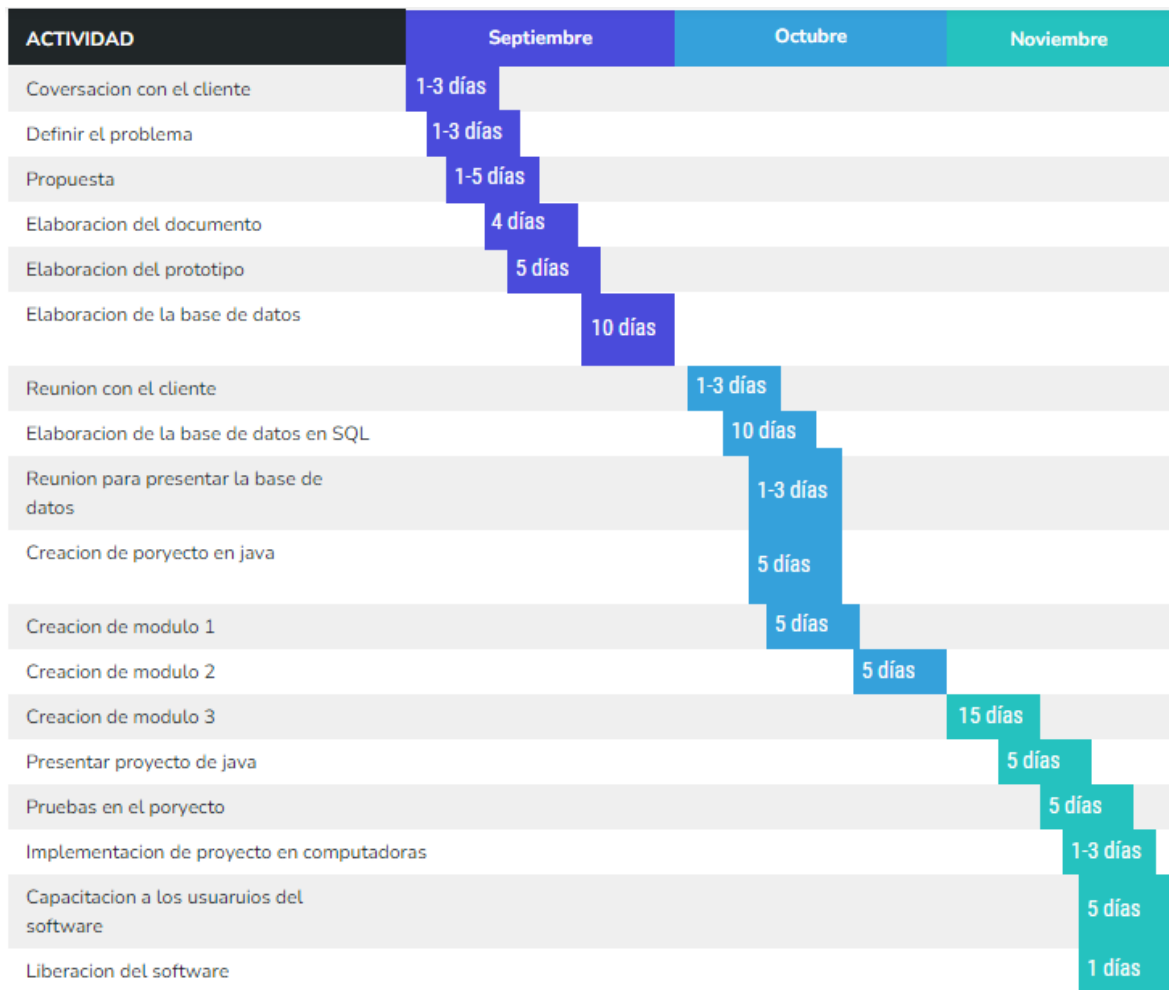 ACTIVIDAD Septiembre Octubre Noviembre
Coversacion con el cliente 1-3 días
Definir el problema 1-3 días
Propuesta 1-5 días
Elaboracion del documento 4 días
Elaboracion del prototipo 5 días
Elaboracion de la base de datos 10 días
Reunion con el cliente 1-3 días
Elaboracion de la base de datos en SQL 10 días
Reunion para presentar la base de
datos 1-3 días
Creacion de poryecto en java 5 días
Creacion de modulo 1 5 días
Creacion de modulo 2 5 días
Creacion de modulo 3 15 días
Presentar proyecto de java 5 días
Pruebas en el poryecto 5 días
Implementacion de proyecto en computadoras 1-3 días
Capacitacion a los usuaruios del
software 5 días
Liberacion del software 1 días